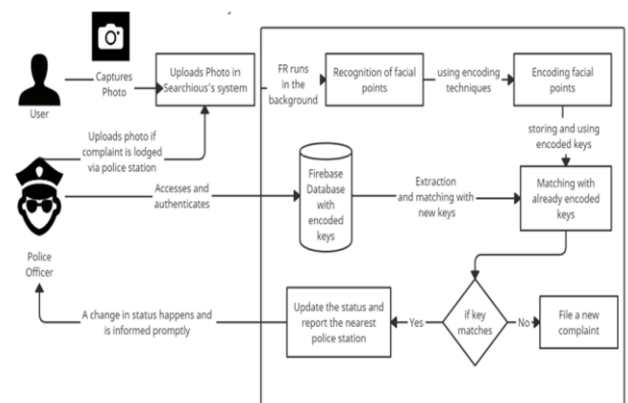 Captures
Photo
User
Uploads Photo in
Searchious's system
FR runs
in the
background
Recognition of facial
points
using encoding
techniques
Encoding facial
points
Uploads photo if
complaint is lodged
via police station
storing and using
encoded keys
Accesses and
authenticates
Firebase
Database
with
encoded
keys
Extraction
and matching with
new keys
Matching with
already encoded
keys
Police
Officer
A change in status happens and
is informed promptly
Update the status and
report the nearest
police station
Yes
if key
matches
No
File a new
complaint